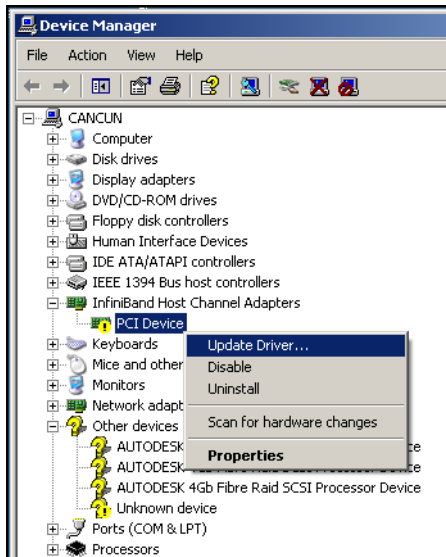 Device Manager
File Action View Help
CANCUN
Computer
Disk drives
Display adapters
DVD/CD-ROM drives
Floppy disk controllers
Human Interface Devices
IDE ATA/ATAPI controllers
IEEE 1394 Bus host controllers
InfiniBand Host Channel Adapters
PCI Device
Keyboards
Mice and other
Monitors
Network adapt
Other devices
AUTODESK
AUTODESK
AUTODESK 4Gb Fibre Raid SCSI Processor Device
Unknown device
Ports (COM & LPT)
Processors
Update Driver...
Disable
Uninstall
Scan for hardware changes
Properties